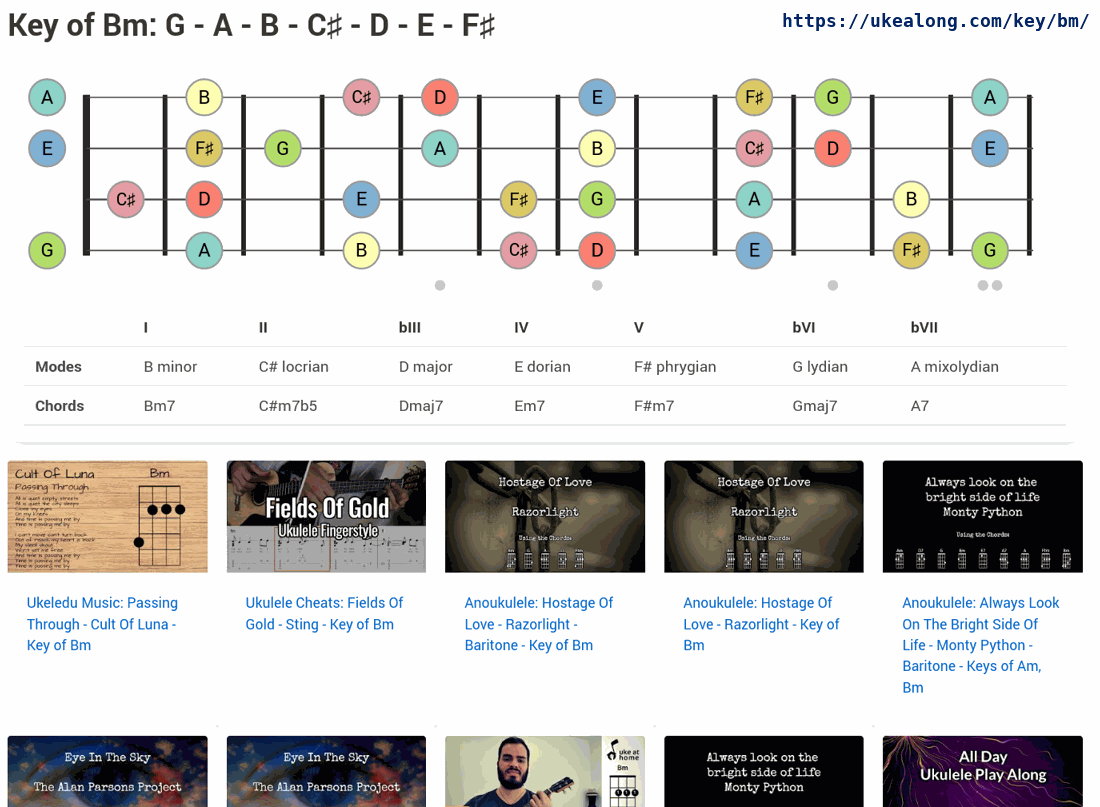 Key of Bm: G - A - B - C♯ - D - E - F♯
https://ukealong.com/key/bm/
A B C♯ D E F♯ G A
E F♯ G A B C♯ D E
C♯ D E F♯ G A B
G A B C♯ D E F♯ G
I II bIII IV V bVI bVII
Modes B minor C# locrian D major E dorian F# phrygian G lydian A mixolydian
Chords Bm7 C#m7b5 Dmaj7 Em7 F#m7 Gmaj7 A7
Cult Of Luna
Passing Through
Bm
Fields Of Gold
Ukulele Fingerstyle
Hostage Of Love
Razorlight
Using the Chords:
Hostage Of Love
Razorlight
Using the Chords:
Always look on the
bright side of life
Monty Python
Using the Chords:
Ukeledu Music: Passing
Through - Cult Of Luna -
Key of Bm
Ukulele Cheats: Fields Of
Gold - Sting - Key of Bm
Anoukulele: Hostage Of
Love - Razorlight -
Baritone - Key of Bm
Anoukulele: Hostage Of
Love - Razorlight - Key of
Bm
Anoukulele: Always Look
On The Bright Side Of
Life - Monty Python -
Baritone - Keys of Am,
Bm
Eye In The Sky
The Alan Parsons Project
Eye In The Sky
The Alan Parsons Project
uke at
home
Bm
Always look on the
bright side of life
Monty Python
All Day
Ukulele Play Along